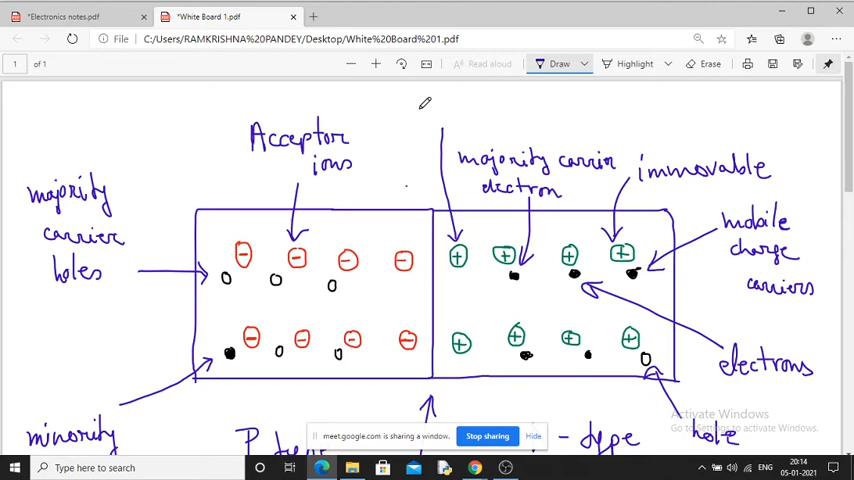 *Electronics notes.pdf
*White Board 1.pdf
File
C:/Users/RAMKRISHNA%20PANDEY/Desktop/White%20Board%201.pdf
1
of 1
Read aloud
Draw
Highlight
Erase
Acceptor
ions
majority carrier
electron
immovable
majority
carrier
holes
mobile
charge
carriers
electrons
minority
P type
- type
hole
Activate Windows
Go to Settings to activate Windows.
meet.google.com is sharing a window.
Stop sharing
Hide
Type here to search
ENG
20:14
05-01-2021